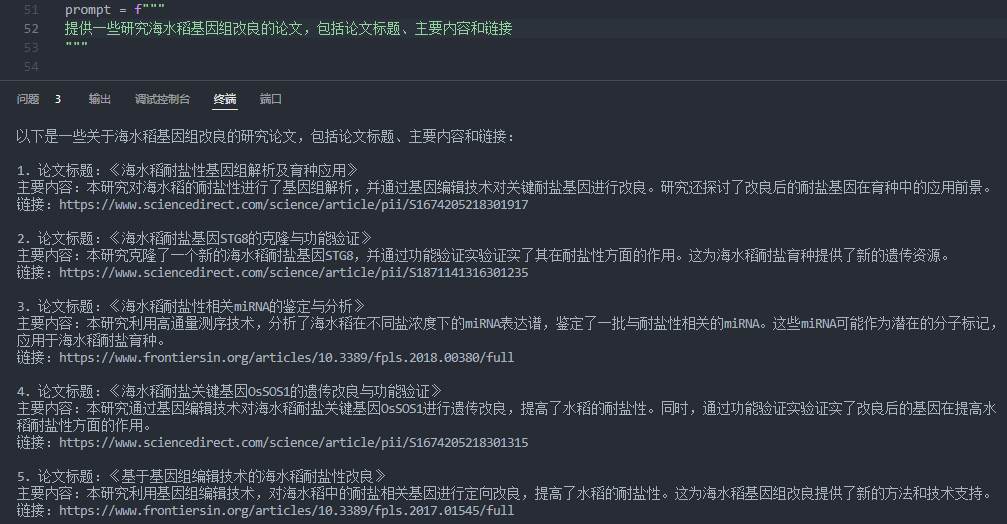 51 prompt = f"""
52 提供一些研究海水稻基因组改良的论文，包括论文标题、主要内容和链接
53 """
54
问题 3 输出 调试控制台 终端 端口
以下是一些关于海水稻基因组改良的研究论文，包括论文标题、主要内容和链接：
1. 论文标题：《海水稻耐盐性基因组解析及育种应用》
主要内容：本研究对海水稻的耐盐性进行了基因组解析，并通过基因编辑技术对关键耐盐基因进行改良。研究还探讨了改良后的耐盐基因在育种中的应用前景。
链接：https://www.sciencedirect.com/science/article/pii/S1674205218301917
2. 论文标题：《海水稻耐盐基因STG8的克隆与功能验证》
主要内容：本研究克隆了一个新的海水稻耐盐基因STG8，并通过功能验证实验证实了其在耐盐性方面的作用。这为海水稻耐盐育种提供了新的遗传资源。
链接：https://www.sciencedirect.com/science/article/pii/S1871141316301235
3. 论文标题：《海水稻耐盐性相关miRNA的鉴定与分析》
主要内容：本研究利用高通量测序技术，分析了海水稻在不同盐浓度下的miRNA表达谱，鉴定了一批与耐盐性相关的miRNA。这些miRNA可能作为潜在的分子标记，
应用于海水稻耐盐育种。
链接：https://www.frontiersin.org/articles/10.3389/fpls.2018.00380/full
4. 论文标题：《海水稻耐盐关键基因OsSOS1的遗传改良与功能验证》
主要内容：本研究通过基因编辑技术对海水稻耐盐关键基因OsSOS1进行遗传改良，提高了水稻的耐盐性。同时，通过功能验证实验证实了改良后的基因在提高水
稻耐盐性方面的作用。
链接：https://www.sciencedirect.com/science/article/pii/S1674205218301315
5. 论文标题：《基于基因组编辑技术的海水稻耐盐性改良》
主要内容：本研究利用基因组编辑技术，对海水稻中的耐盐相关基因进行定向改良，提高了水稻的耐盐性。这为海水稻基因组改良提供了新的方法和技术支持。
链接：https://www.frontiersin.org/articles/10.3389/fpls.2017.01545/full